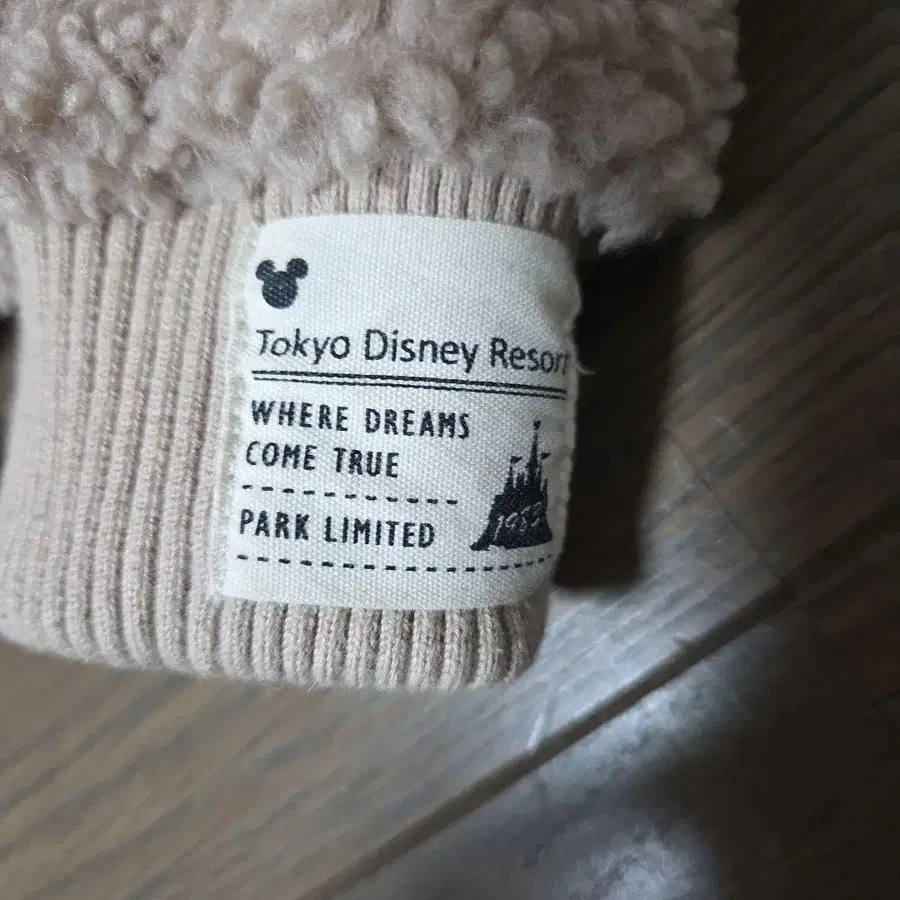 Tokyo Disney Resort
WHERE DREAMS
COME TRUE
PARK LIMITED
1983